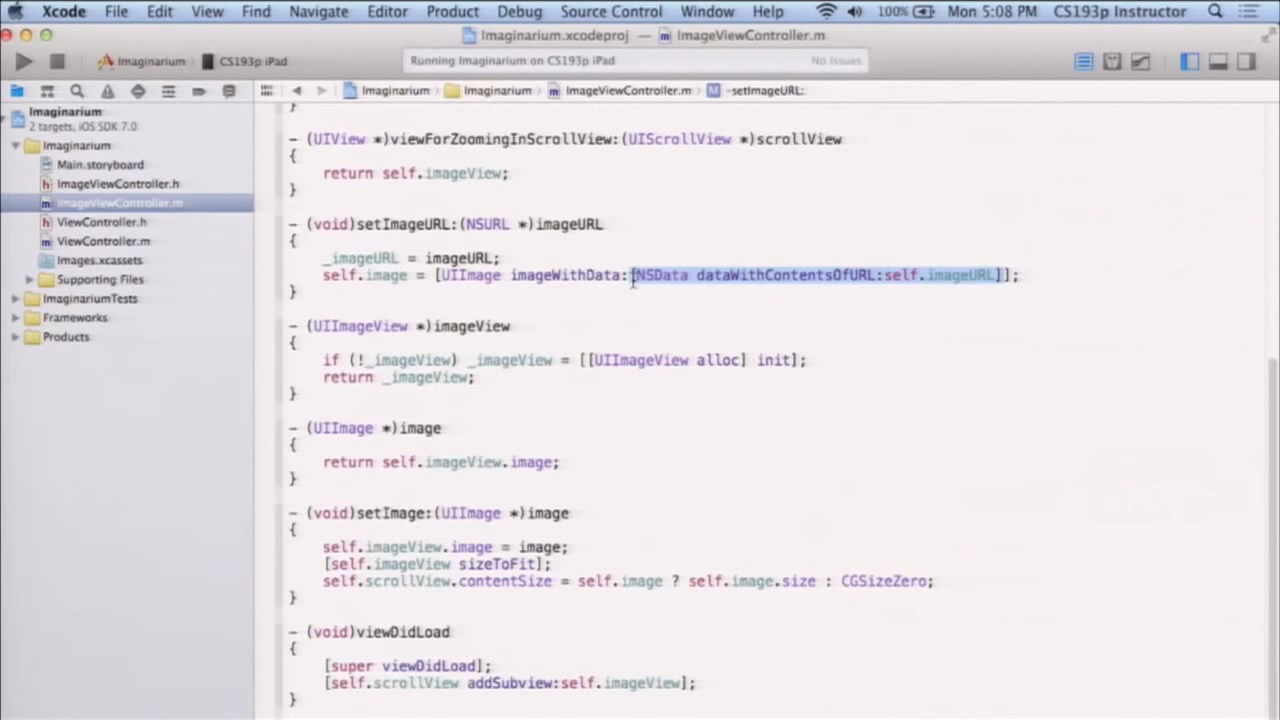 Xcode File Edit View Find Navigate Editor Product Debug Source Control Window Help 100% Mon 5:08 PM CS193p Instructor
Imaginarium.xcodeproj — ImageViewController.m
Imaginarium CS193p iPad Running Imaginarium on CS193p iPad No Issues
Imaginarium Imaginarium ImageViewController.m M -setImageURL:
Imaginarium
2 targets, iOS SDK 7.0
Imaginarium
Main.storyboard
h ImageViewController.h
m ImageViewController.m
h ViewController.h
m ViewController.m
Images.xcassets
Supporting Files
ImaginariumTests
Frameworks
Products
}
- (UIView *)viewForZoomingInScrollView:(UIScrollView *)scrollView
{
return self.imageView;
}
- (void)setImageURL:(NSURL *)imageURL
{
_imageURL = imageURL;
self.image = [UIImage imageWithData:[NSData dataWithContentsOfURL:self.imageURL]];
}
- (UIImageView *)imageView
{
if (!_imageView) _imageView = [[UIImageView alloc] init];
return _imageView;
}
- (UIImage *)image
{
return self.imageView.image;
}
- (void)setImage:(UIImage *)image
{
self.imageView.image = image;
[self.imageView sizeToFit];
self.scrollView.contentSize = self.image ? self.image.size : CGSizeZero;
}
- (void)viewDidLoad
{
[super viewDidLoad];
[self.scrollView addSubview:self.imageView];
}